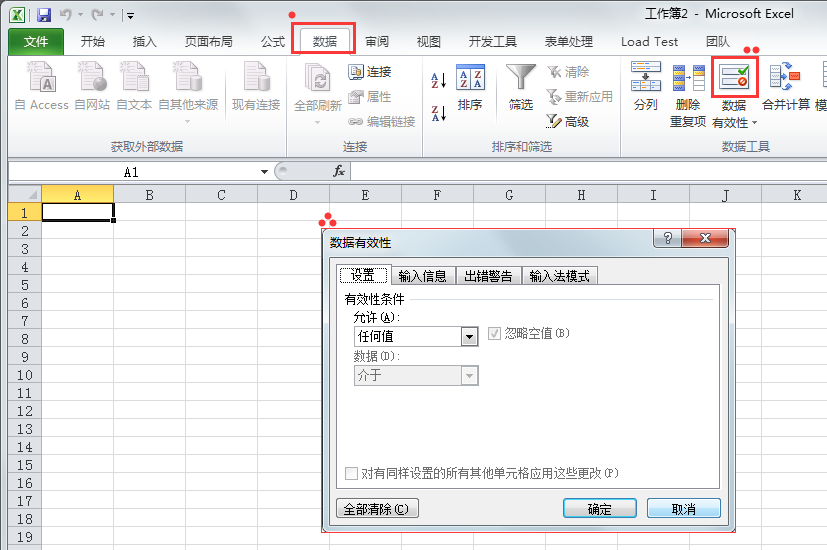 工作簿2 - Microsoft Excel
文件 开始 插入 页面布局 公式 数据 审阅 视图 开发工具 表单处理 Load Test 团队
自 Access 自网站 自文本 自其他来源 现有连接 全部刷新 连接 属性 编辑链接 排序 筛选 清除 重新应用 高级 分列 删除 重复项 数据 有效性 合并计算
获取外部数据 连接 排序和筛选 数据工具
A1 fx
A B C D E F G H I J K
1
2
3
4
5
6
7
8
9
10
11
12
13
14
15
16
17
18
19
数据有效性
设置 输入信息 出错警告 输入法模式
有效性条件
允许(A):
任何值 忽略空值(B)
数据(D):
介于
对有同样设置的所有其他单元格应用这些更改(P)
全部清除(C) 确定 取消